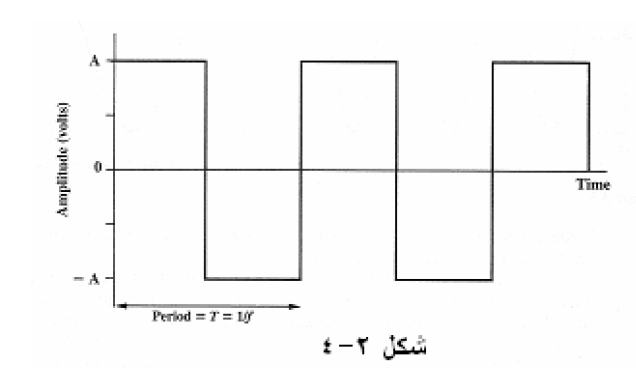 A
Amplitude (volts)
0
Time
– A
Period = T = 1/f
شكل ٢-٤